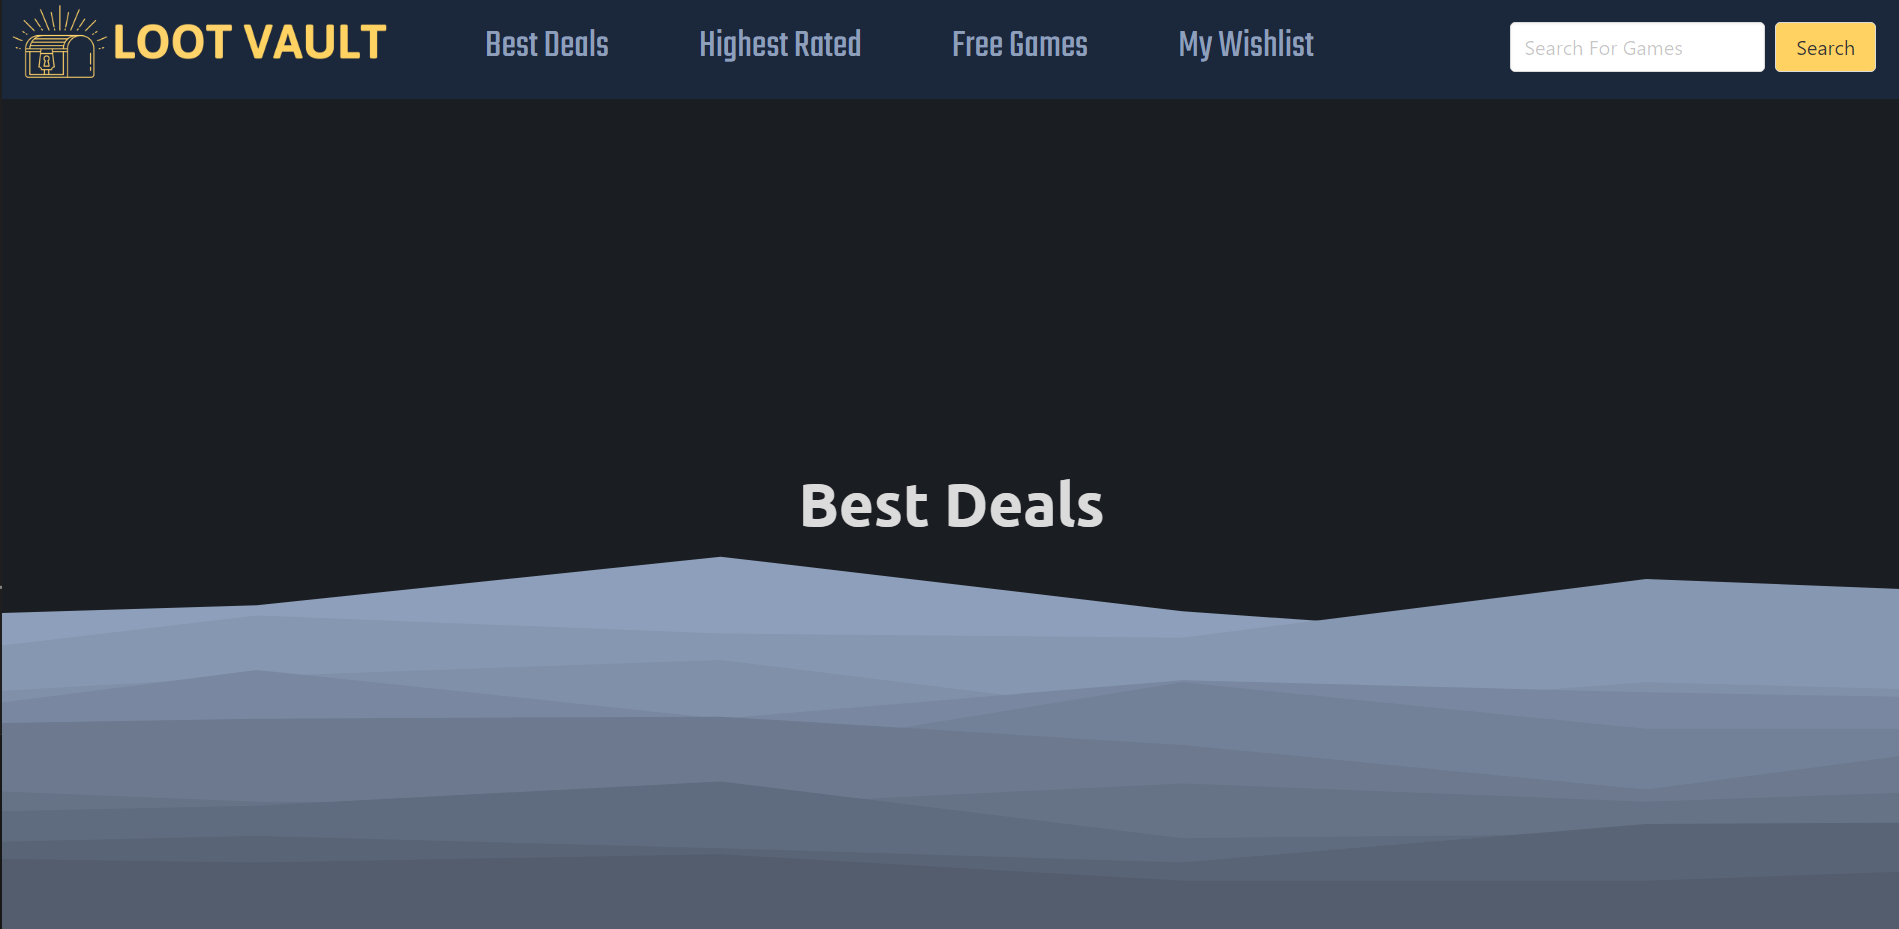 LOOT VAULT
Best Deals
Highest Rated
Free Games
My Wishlist
Search For Games
Search
Best Deals